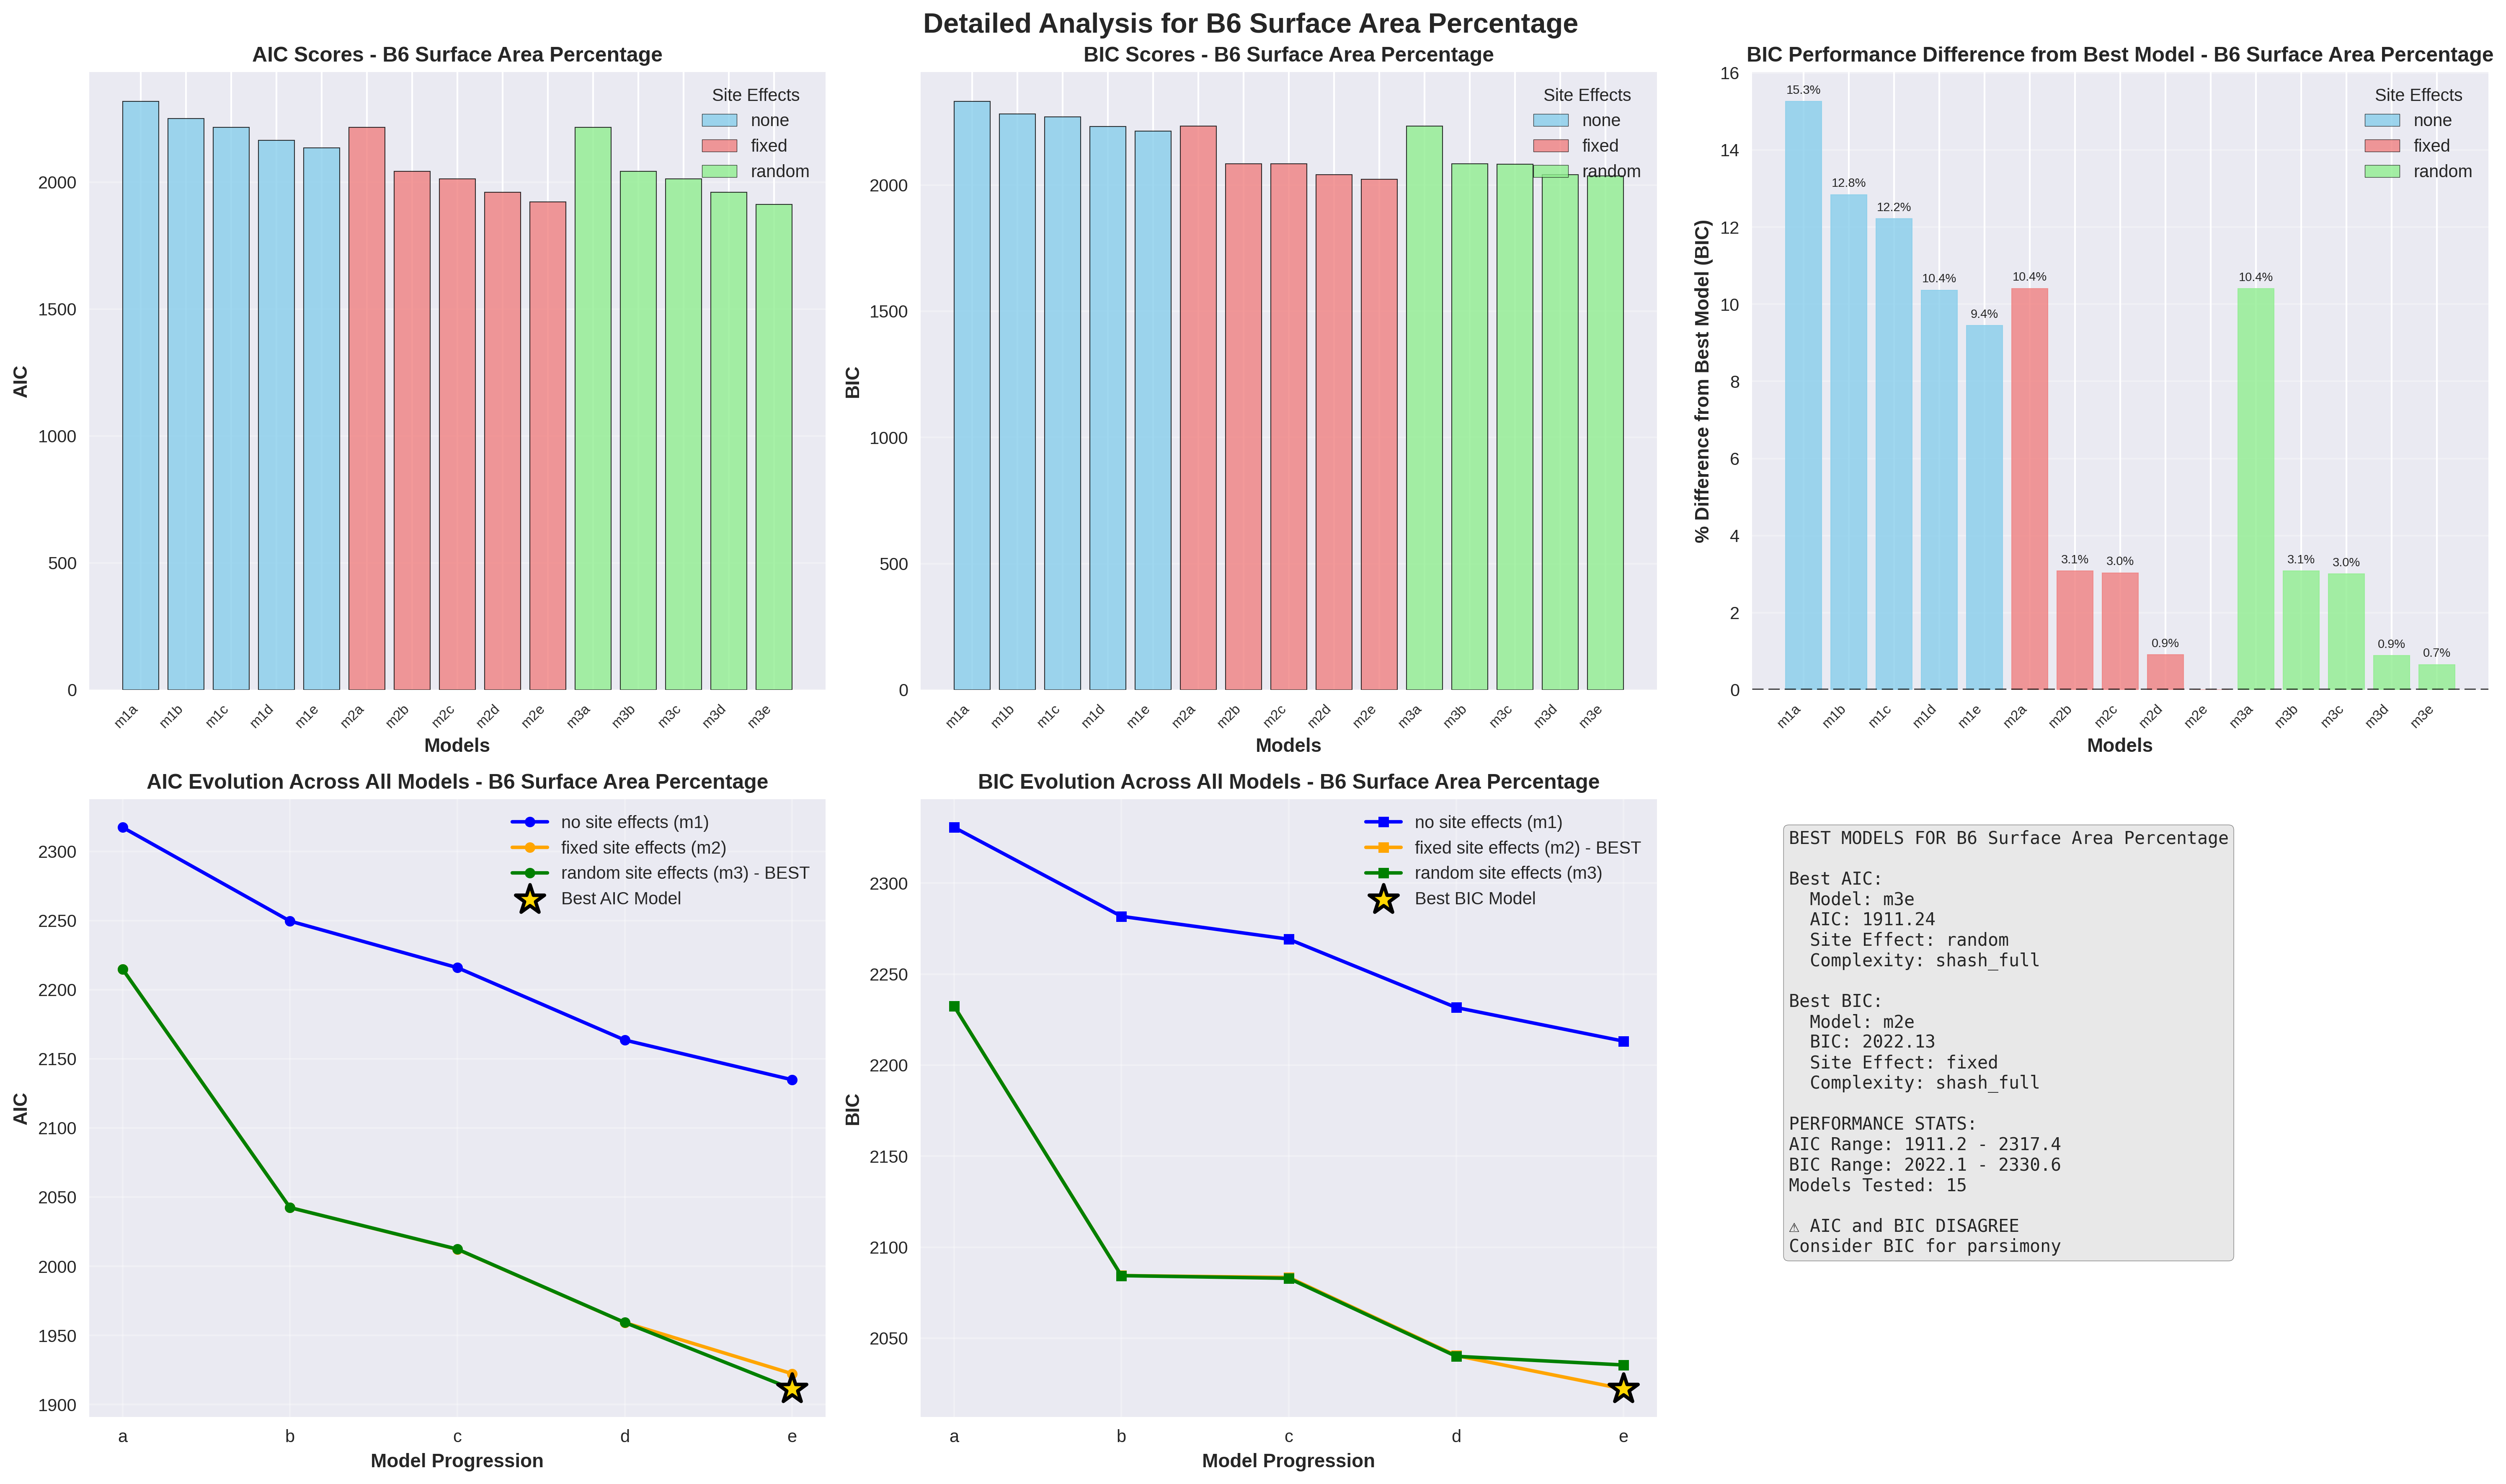 Detailed Analysis for B6 Surface Area Percentage
AIC Scores - B6 Surface Area Percentage
AIC
2000
1500
1000
500
0
Site Effects
none
fixed
random
m1a m1b m1c m1d m1e m2a m2b m2c m2d m2e m3a m3b m3c m3d m3e
Models
BIC Scores - B6 Surface Area Percentage
BIC
2000
1500
1000
500
0
Site Effects
none
fixed
random
m1a m1b m1c m1d m1e m2a m2b m2c m2d m2e m3a m3b m3c m3d m3e
Models
BIC Performance Difference from Best Model - B6 Surface Area Percentage
% Difference from Best Model (BIC)
16
14
12
10
8
6
4
2
0
15.3% 12.8% 12.2% 10.4% 9.4% 10.4% 3.1% 3.0% 0.9% 10.4% 3.1% 3.0% 0.9% 0.7%
Site Effects
none
fixed
random
m1a m1b m1c m1d m1e m2a m2b m2c m2d m2e m3a m3b m3c m3d m3e
Models
AIC Evolution Across All Models - B6 Surface Area Percentage
AIC
2300
2250
2200
2150
2100
2050
2000
1950
1900
no site effects (m1)
fixed site effects (m2)
random site effects (m3) - BEST
Best AIC Model
a b c d e
Model Progression
BIC Evolution Across All Models - B6 Surface Area Percentage
BIC
2300
2250
2200
2150
2100
2050
no site effects (m1)
fixed site effects (m2) - BEST
random site effects (m3)
Best BIC Model
a b c d e
Model Progression
BEST MODELS FOR B6 Surface Area Percentage
Best AIC:
Model: m3e
AIC: 1911.24
Site Effect: random
Complexity: shash_full
Best BIC:
Model: m2e
BIC: 2022.13
Site Effect: fixed
Complexity: shash_full
PERFORMANCE STATS:
AIC Range: 1911.2 - 2317.4
BIC Range: 2022.1 - 2330.6
Models Tested: 15
⚠ AIC and BIC DISAGREE
Consider BIC for parsimony